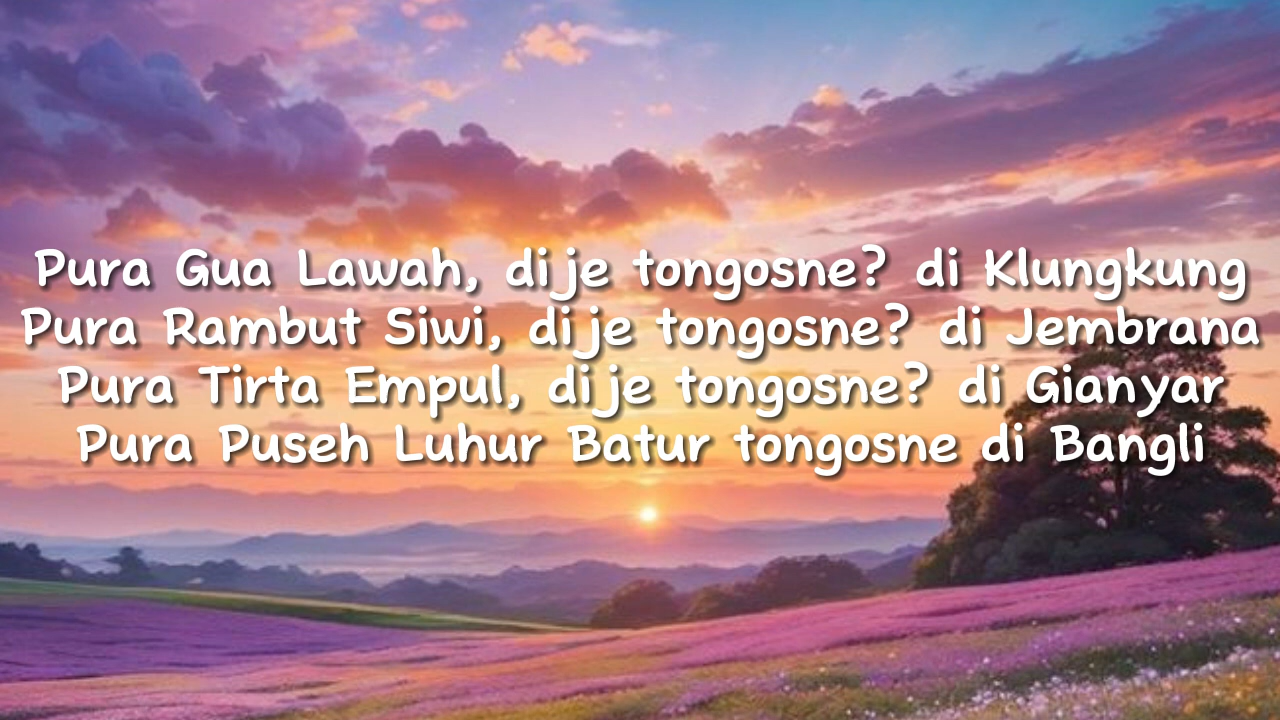 Pura Gua Lawah, dije tongosne? di Klungkung
Pura Rambut Siwi, dije tongosne? di Jembrana
Pura Tirta Empul, dije tongosne? di Gianyar
Pura Puseh Luhur Batur tongosne di Bangli